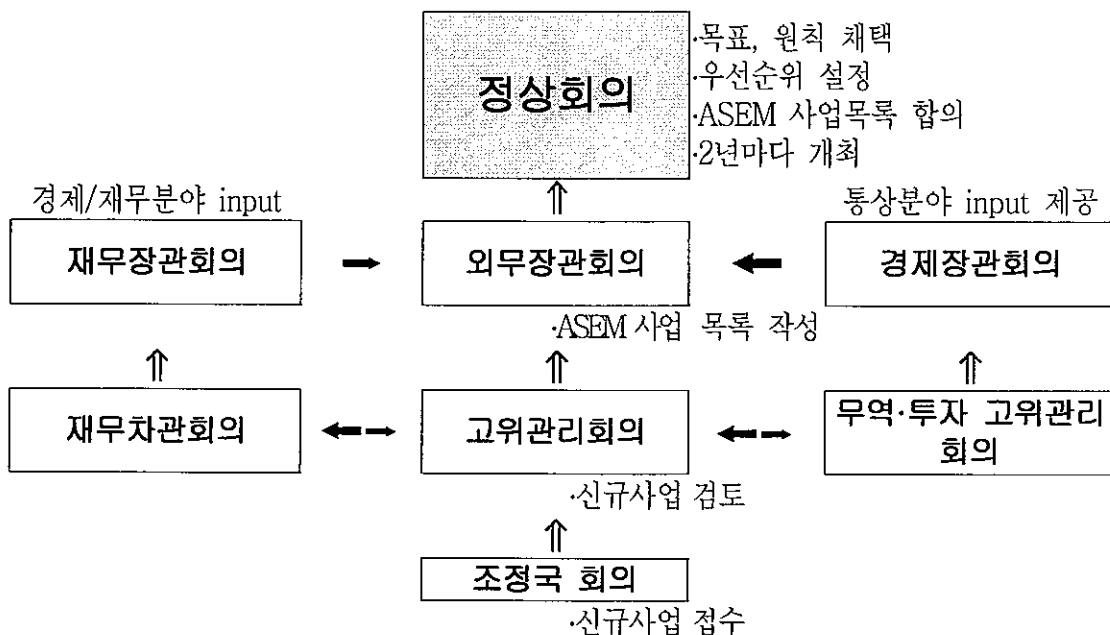 정상회의
·목표, 원칙 채택
·우선순위 설정
·ASEM 사업목록 합의
·2년마다 개최
경제/재무분야 input
통상분야 input 제공
재무장관회의
외무장관회의
경제장관회의
·ASEM 사업 목록 작성
재무차관회의
고위관리회의
무역·투자 고위관리
회의
·신규사업 검토
조정국 회의
·신규사업 접수